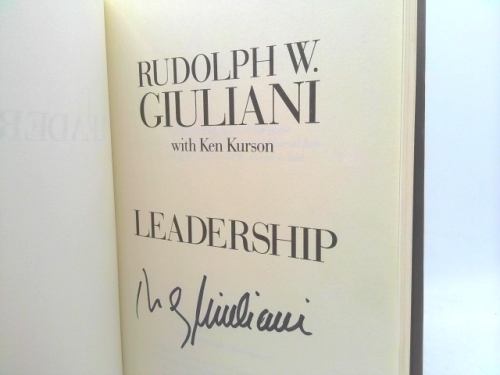 RUDOLPH W.
GIULIANI
with Ken Kurson
LEADERSHIP
Giuliani